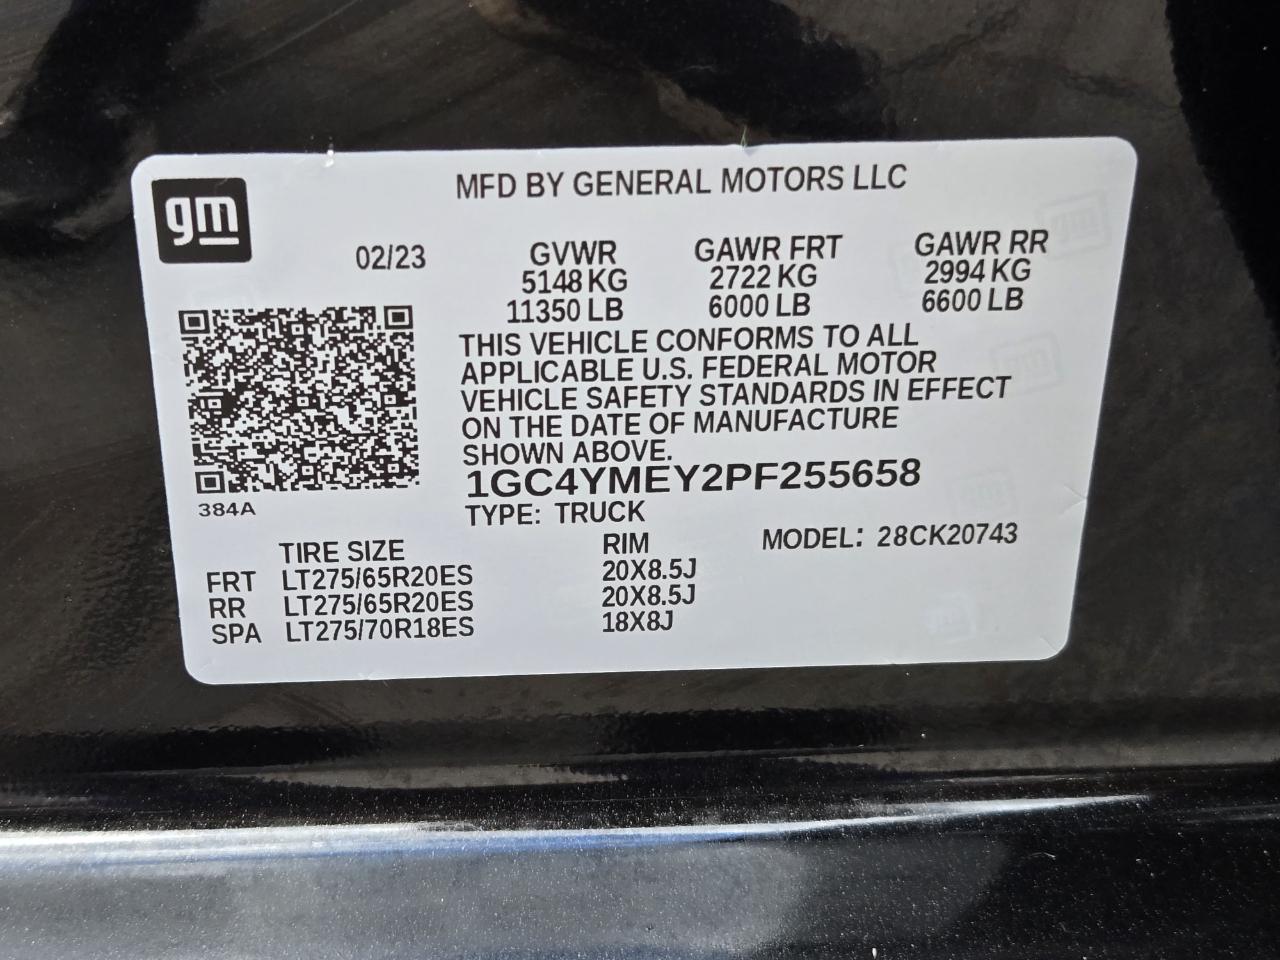 gm
MFD BY GENERAL MOTORS LLC
02/23
GVWR GAWR FRT GAWR RR
5148 KG 2722 KG 2994 KG
11350 LB 6000 LB 6600 LB
THIS VEHICLE CONFORMS TO ALL
APPLICABLE U.S. FEDERAL MOTOR
VEHICLE SAFETY STANDARDS IN EFFECT
ON THE DATE OF MANUFACTURE
SHOWN ABOVE.
1GC4YMEY2PF255658
384A
TYPE: TRUCK
MODEL: 28CK20743
TIRE SIZE RIM
FRT LT275/65R20ES 20X8.5J
RR LT275/65R20ES 20X8.5J
SPA LT275/70R18ES 18X8J